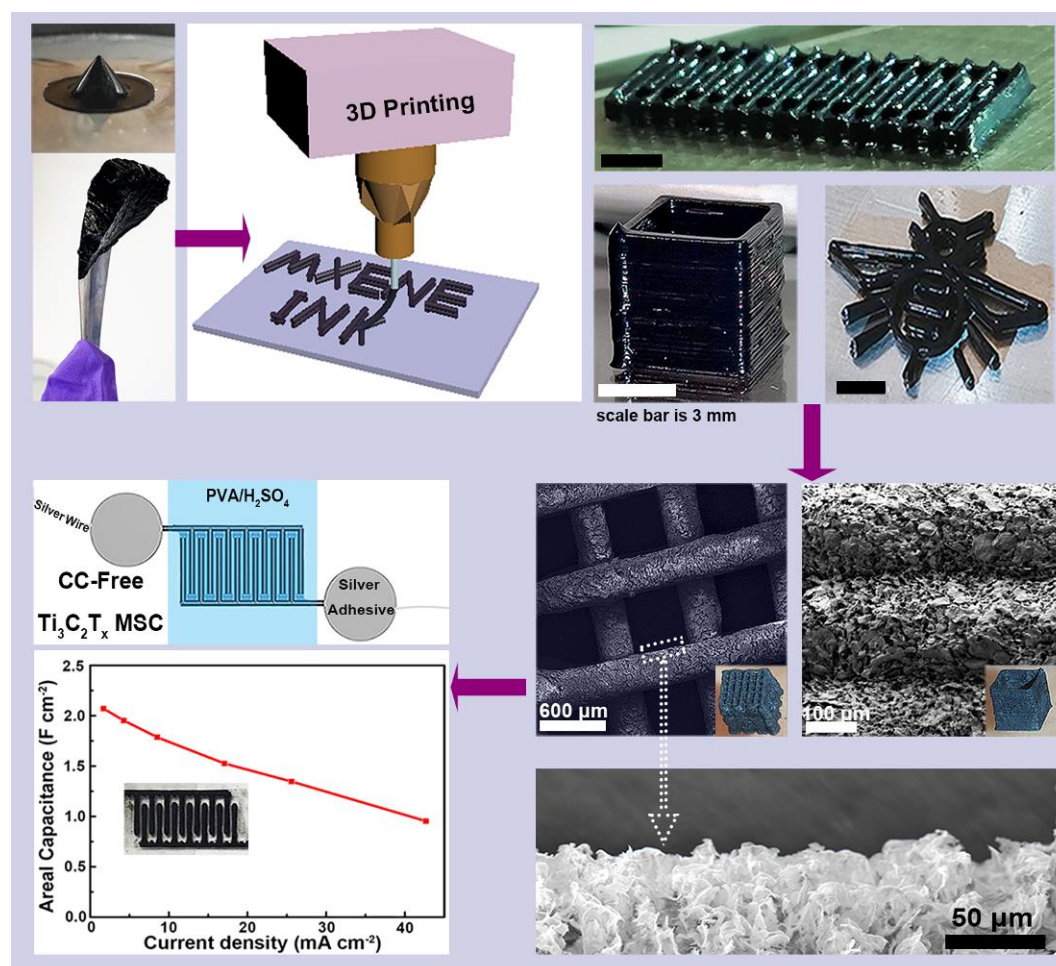 3D Printing
MXENE
INK
scale bar is 3 mm
Silver Wire
PVA/H₂SO₄
CC-Free
Ti₃C₂Tₓ MSC
Silver
Adhesive
600 μm
100 μm
2.5
2.0
1.5
1.0
0.5
0.0
0
10
20
30
40
Areal Capacitance (F cm⁻²)
Current density (mA cm⁻²)
50 μm